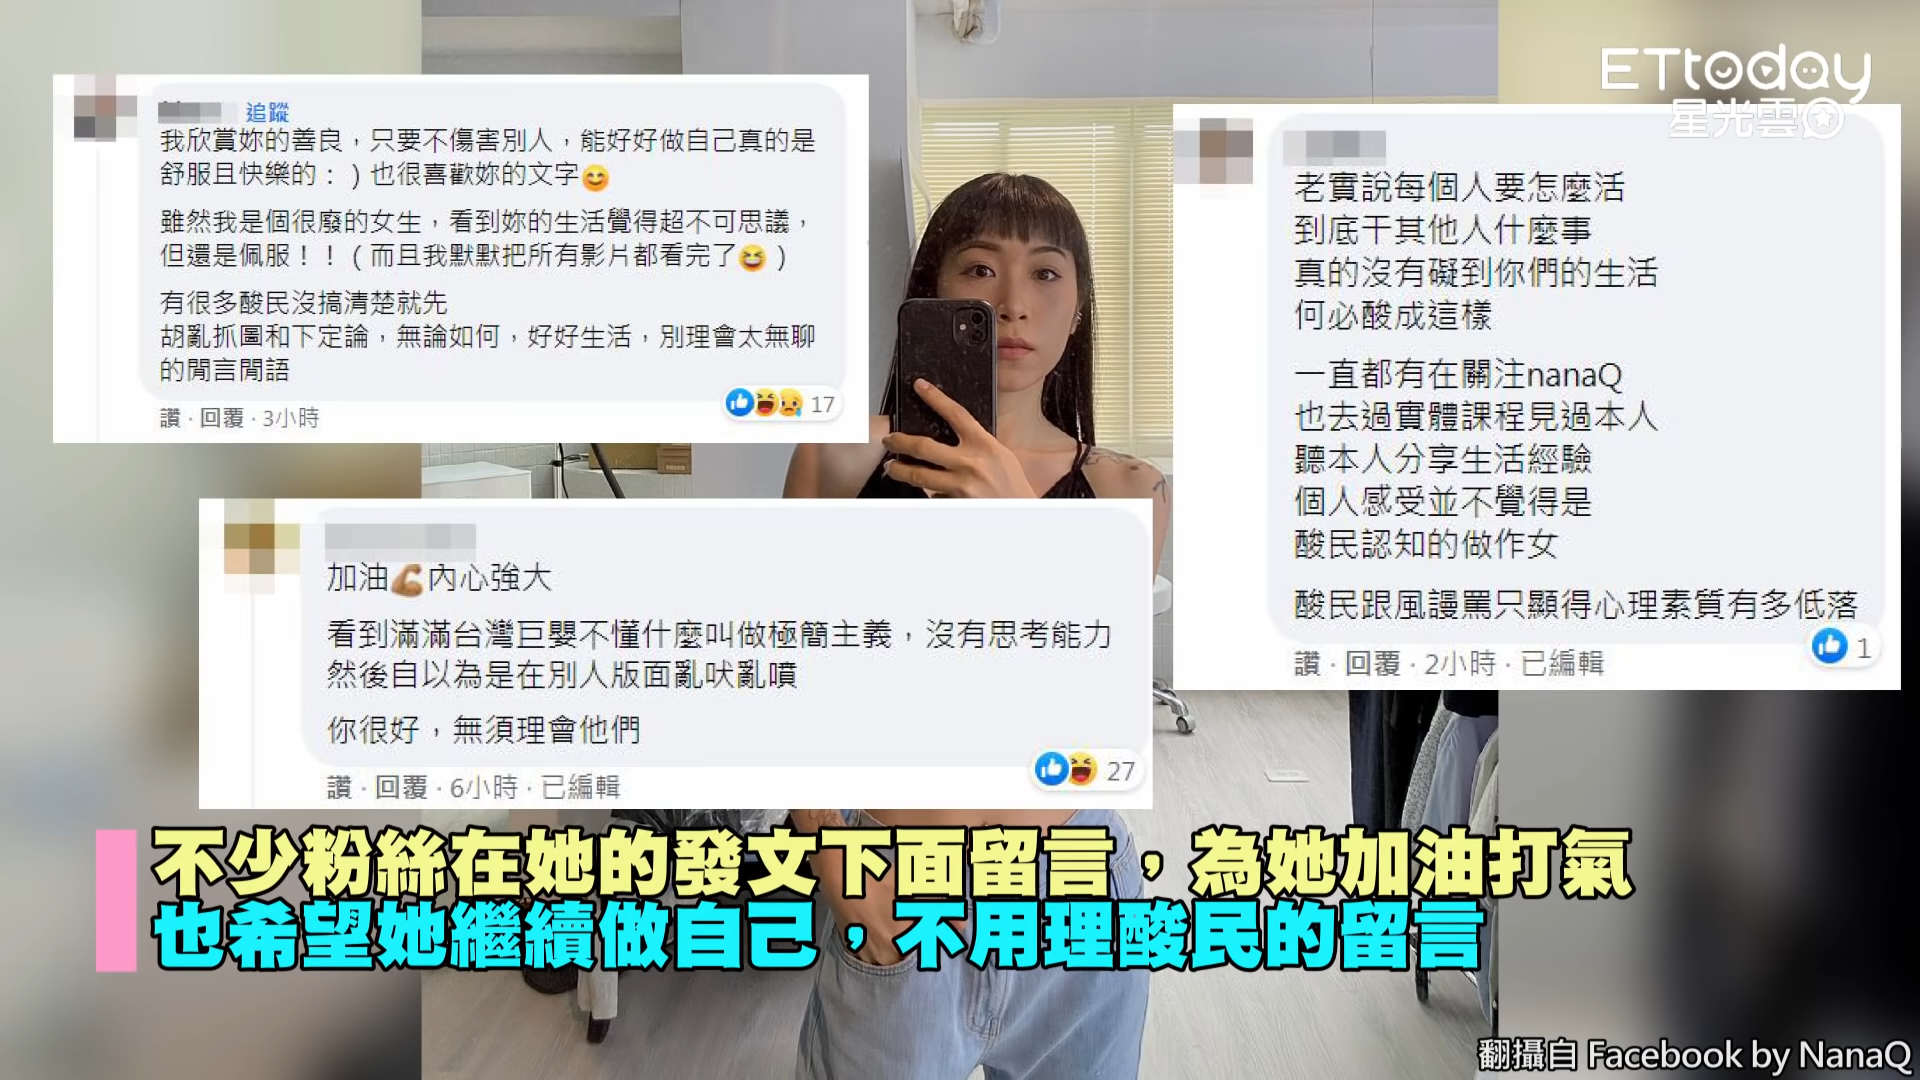 ETtoday
星光雲
追蹤
我欣賞妳的善良，只要不傷害別人，能好好做自己真的是
舒服且快樂的：）也很喜歡妳的文字😊
雖然我是個很廢的女生，看到妳的生活覺得超不可思議，
但還是佩服！！（而且我默默把所有影片都看完了😆）
有很多酸民沒搞清楚就先
胡亂抓圖和下定論，無論如何，好好生活，別理會太無聊
的閒言閒語
讚·回覆·3小時
17
老實說每個人要怎麼活
到底干其他人什麼事
真的沒有礙到你們的生活
何必酸成這樣
一直都有在關注nanaQ
也去過實體課程見過本人
聽本人分享生活經驗
個人感受並不覺得是
酸民認知的做作女
酸民跟風謾罵只顯得心理素質有多低落
讚·回覆·2小時·已編輯
1
加油💪內心強大
看到滿滿台灣巨嬰不懂什麼叫做極簡主義，沒有思考能力
然後自以為是在別人版面亂吠亂噴
你很好，無須理會他們
讚·回覆·6小時·已編輯
27
不少粉絲在她的發文下面留言，為她加油打氣
也希望她繼續做自己，不用理酸民的留言
翻攝自 Facebook by NanaQ